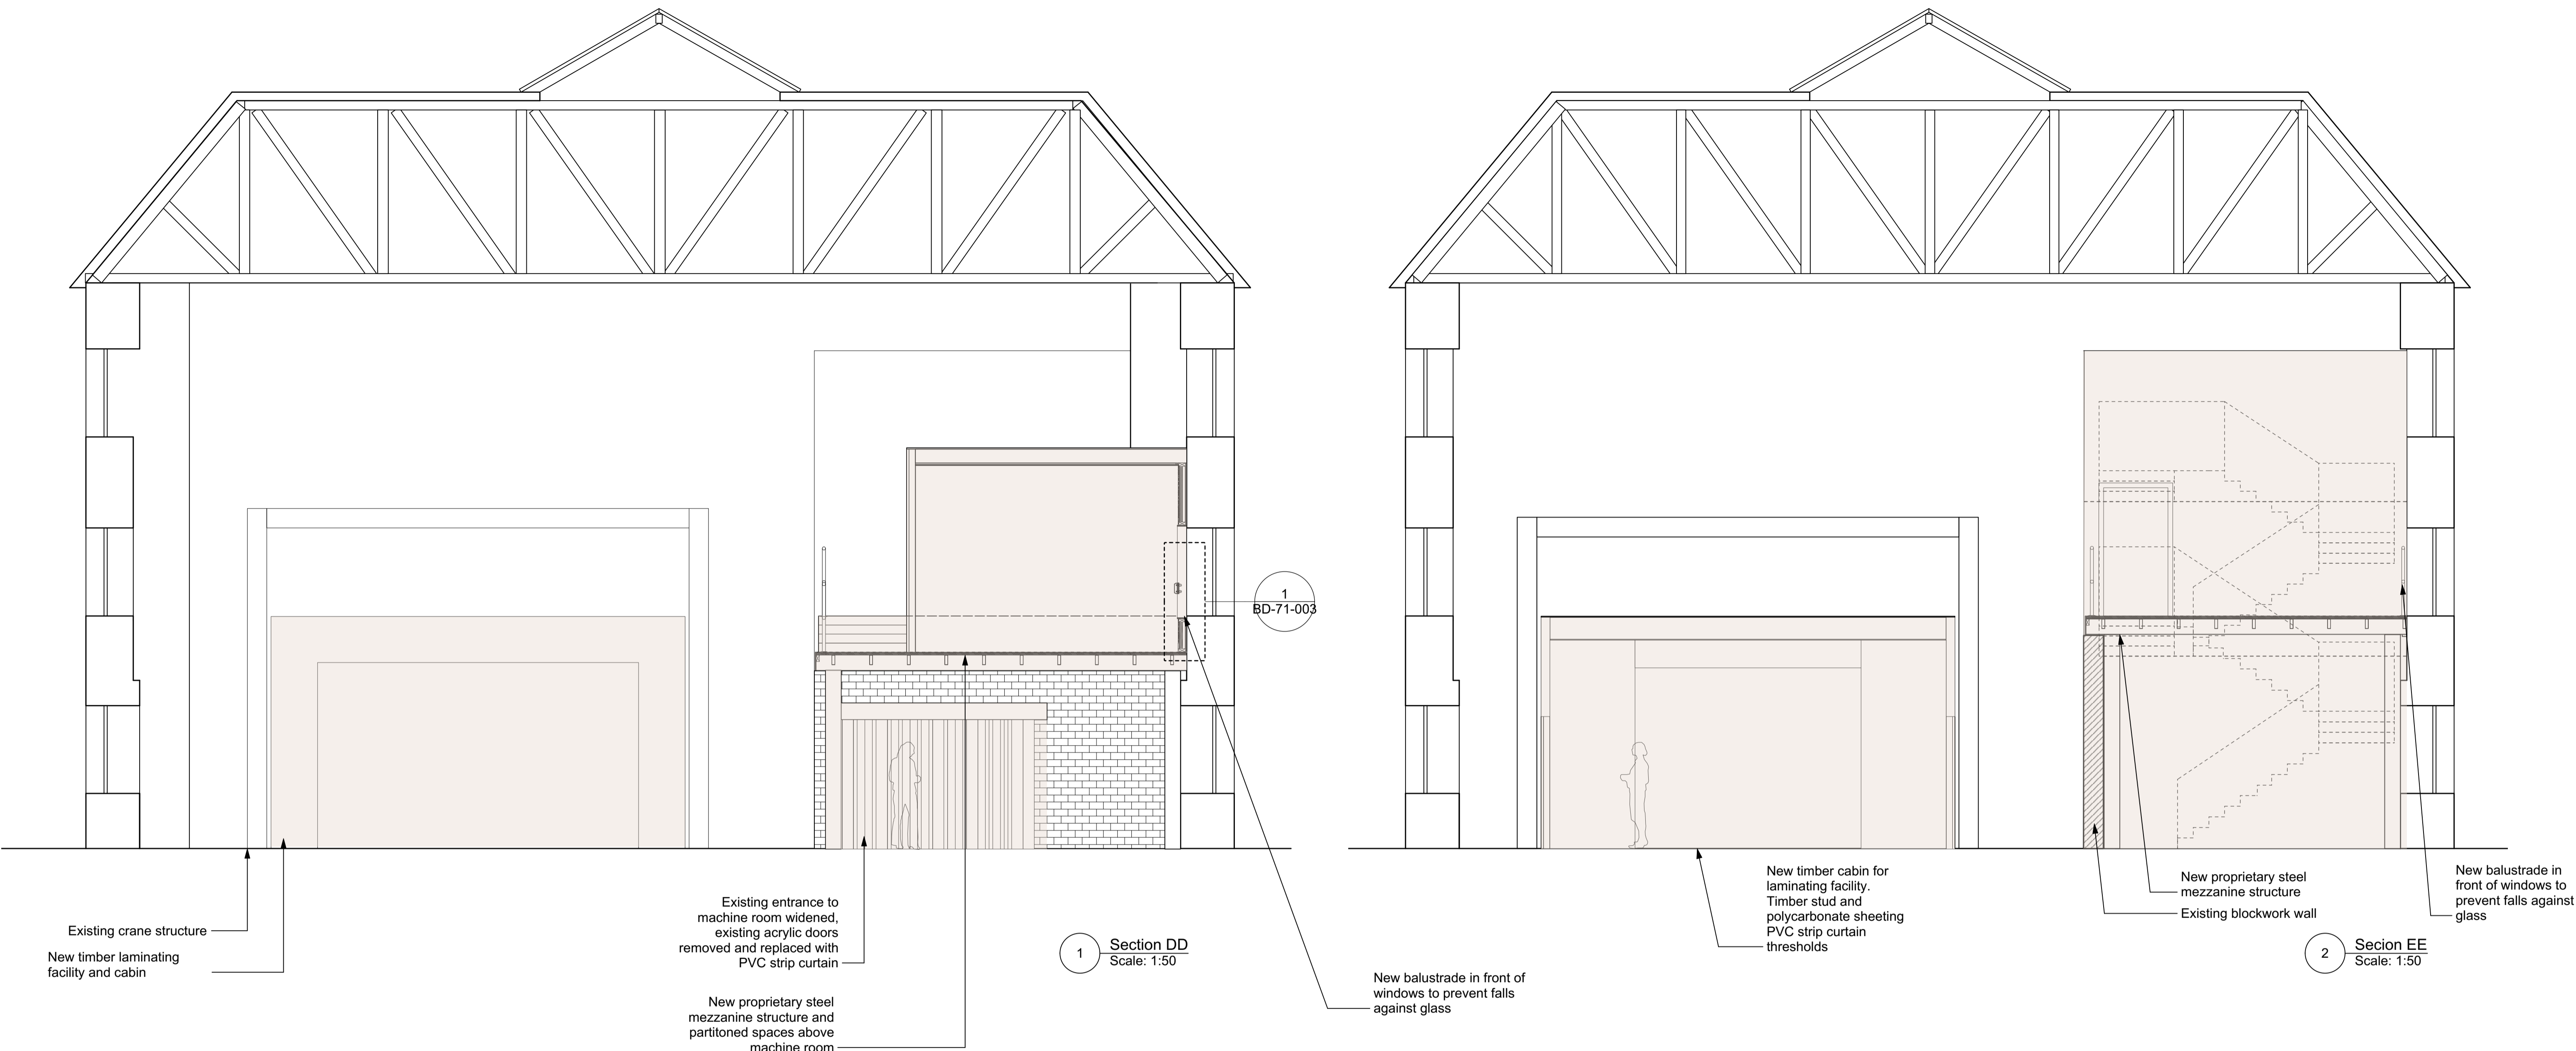 1
BD-71-003
Existing crane structure
New timber laminating
facility and cabin
Existing entrance to
machine room widened,
existing acrylic doors
removed and replaced with
PVC strip curtain
New proprietary steel
mezzanine structure and
partitoned spaces above
machine room
1
Section DD
Scale: 1:50
New balustrade in front of
windows to prevent falls
against glass
New timber cabin for
laminating facility.
Timber stud and
polycarbonate sheeting
PVC strip curtain
thresholds
New proprietary steel
mezzanine structure
Existing blockwork wall
New balustrade in
front of windows to
prevent falls against
glass
2
Secion EE
Scale: 1:50